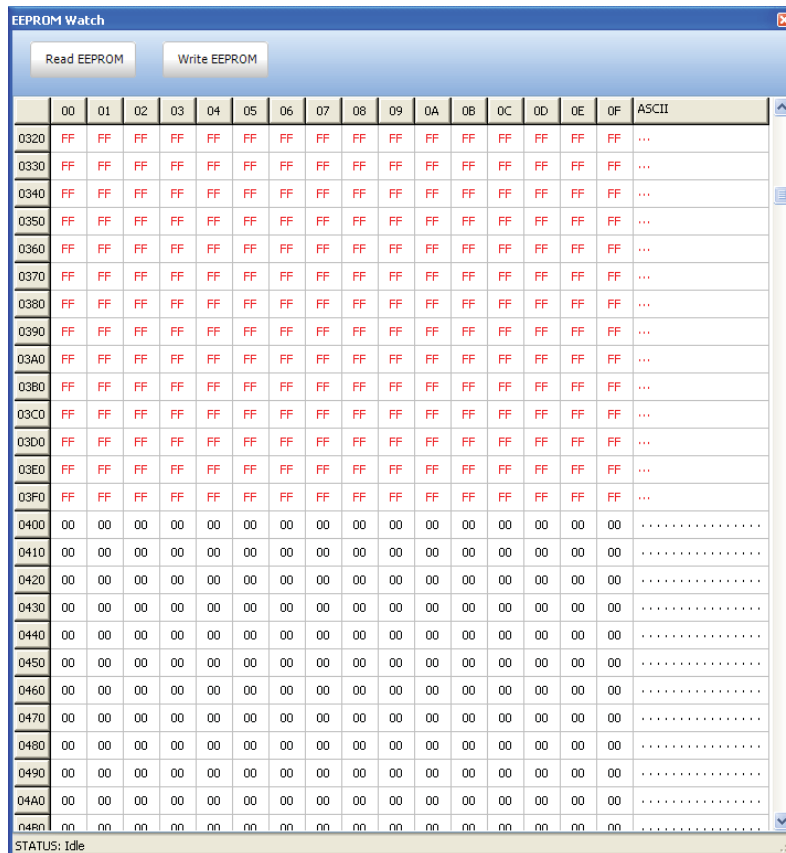 EEPROM Watch
Read EEPROM Write EEPROM
00 01 02 03 04 05 06 07 08 09 0A 0B 0C 0D 0E 0F ASCII
0320 FF FF FF FF FF FF FF FF FF FF FF FF FF FF FF FF ...
0330 FF FF FF FF FF FF FF FF FF FF FF FF FF FF FF FF ...
0340 FF FF FF FF FF FF FF FF FF FF FF FF FF FF FF FF ...
0350 FF FF FF FF FF FF FF FF FF FF FF FF FF FF FF FF ...
0360 FF FF FF FF FF FF FF FF FF FF FF FF FF FF FF FF ...
0370 FF FF FF FF FF FF FF FF FF FF FF FF FF FF FF FF ...
0380 FF FF FF FF FF FF FF FF FF FF FF FF FF FF FF FF ...
0390 FF FF FF FF FF FF FF FF FF FF FF FF FF FF FF FF ...
03A0 FF FF FF FF FF FF FF FF FF FF FF FF FF FF FF FF ...
03B0 FF FF FF FF FF FF FF FF FF FF FF FF FF FF FF FF ...
03C0 FF FF FF FF FF FF FF FF FF FF FF FF FF FF FF FF ...
03D0 FF FF FF FF FF FF FF FF FF FF FF FF FF FF FF FF ...
03E0 FF FF FF FF FF FF FF FF FF FF FF FF FF FF FF FF ...
03F0 FF FF FF FF FF FF FF FF FF FF FF FF FF FF FF FF ...
0400 00 00 00 00 00 00 00 00 00 00 00 00 00 00 00 00 ................
0410 00 00 00 00 00 00 00 00 00 00 00 00 00 00 00 00 ................
0420 00 00 00 00 00 00 00 00 00 00 00 00 00 00 00 00 ................
0430 00 00 00 00 00 00 00 00 00 00 00 00 00 00 00 00 ................
0440 00 00 00 00 00 00 00 00 00 00 00 00 00 00 00 00 ................
0450 00 00 00 00 00 00 00 00 00 00 00 00 00 00 00 00 ................
0460 00 00 00 00 00 00 00 00 00 00 00 00 00 00 00 00 ................
0470 00 00 00 00 00 00 00 00 00 00 00 00 00 00 00 00 ................
0480 00 00 00 00 00 00 00 00 00 00 00 00 00 00 00 00 ................
0490 00 00 00 00 00 00 00 00 00 00 00 00 00 00 00 00 ................
04A0 00 00 00 00 00 00 00 00 00 00 00 00 00 00 00 00 ................
04B0 00 00 00 00 00 00 00 00 00 00 00 00 00 00 00 00 ................
STATUS: Idle